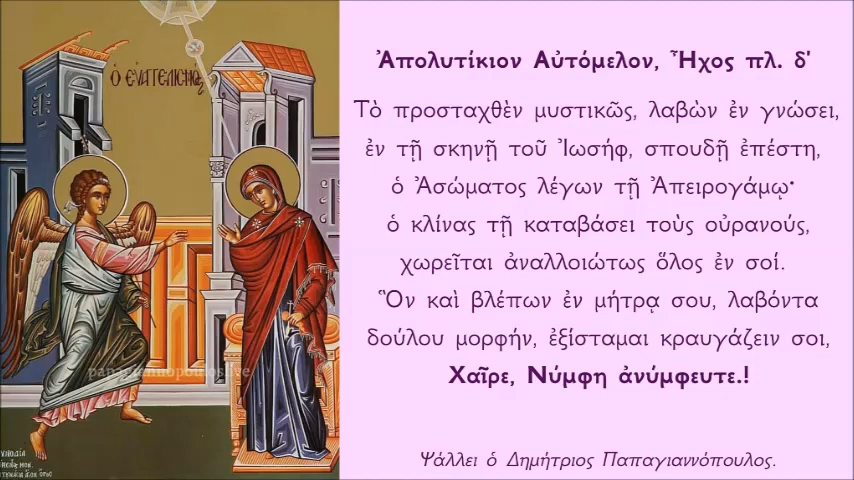 Ὁ ΕΥΑΓΓΕΛΙΣΜΟΣ
Ἀπολυτίκιον Αὐτόμελον, Ἦχος πλ. δ'
Τὸ προσταχθὲν μυστικῶς, λαβὼν ἐν γνώσει,
ἐν τῇ σκηνῇ τοῦ Ἰωσήφ, σπουδῇ ἐπέστη,
ὁ Ἀσώματος λέγων τῇ Ἀπειρογάμῳ·
ὁ κλίνας τῇ καταβάσει τοὺς οὐρανούς,
χωρεῖται ἀναλλοιώτως ὅλος ἐν σοί.
Ὃν καὶ βλέπων ἐν μήτρᾳ σου, λαβόντα
δούλου μορφήν, ἐξίσταμαι κραυγάζειν σοι,
Χαῖρε, Νύμφη ἀνύμφευτε.!
Ψάλλει ὁ Δημήτριος Παπαγιαννόπουλος.
papagiannopoulos.live